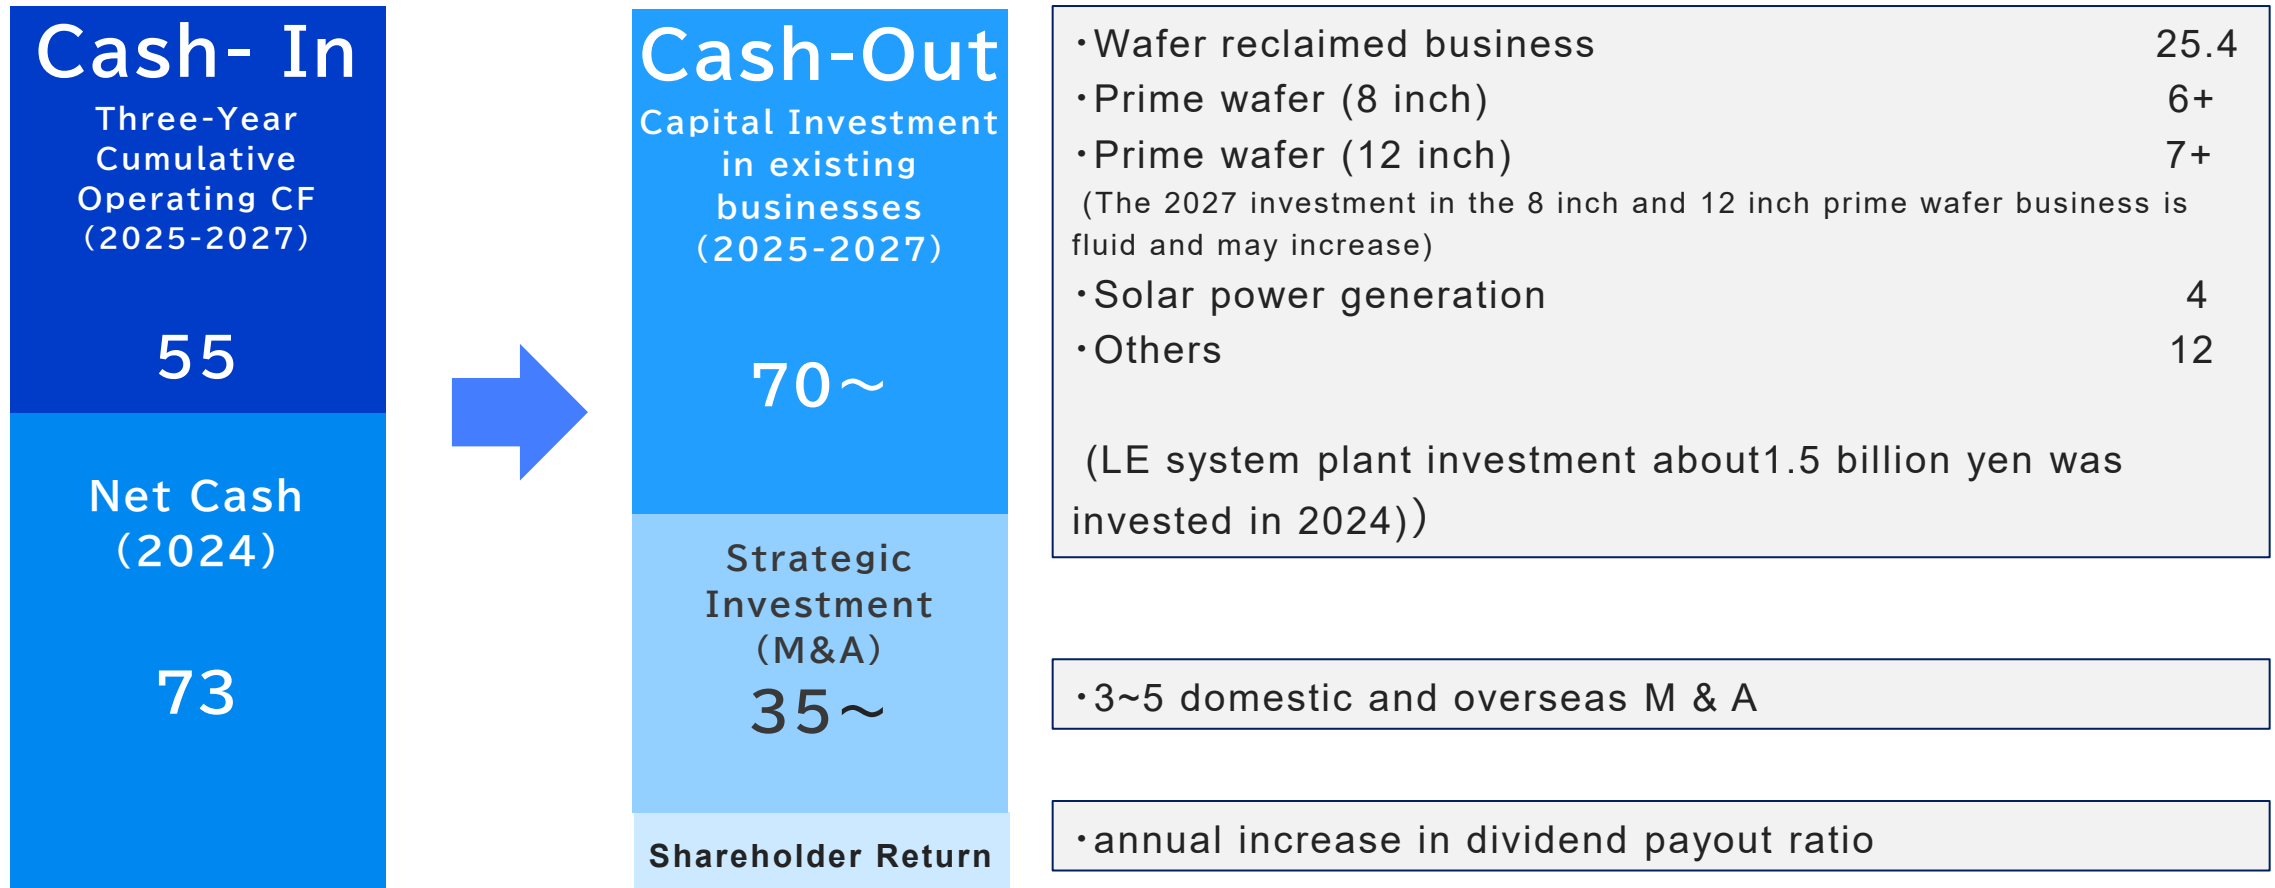 Cash- In
Three-Year
Cumulative
Operating CF
(2025-2027)
55
Net Cash
(2024)
73
Cash-Out
Capital Investment
in existing
businesses
(2025-2027)
70～
Strategic
Investment
(M&A)
35～
Shareholder Return
・Wafer reclaimed business 25.4
・Prime wafer (8 inch) 6+
・Prime wafer (12 inch) 7+
(The 2027 investment in the 8 inch and 12 inch prime wafer business is
fluid and may increase)
・Solar power generation 4
・Others 12
(LE system plant investment about1.5 billion yen was
invested in 2024)）
・3~5 domestic and overseas M & A
・annual increase in dividend payout ratio